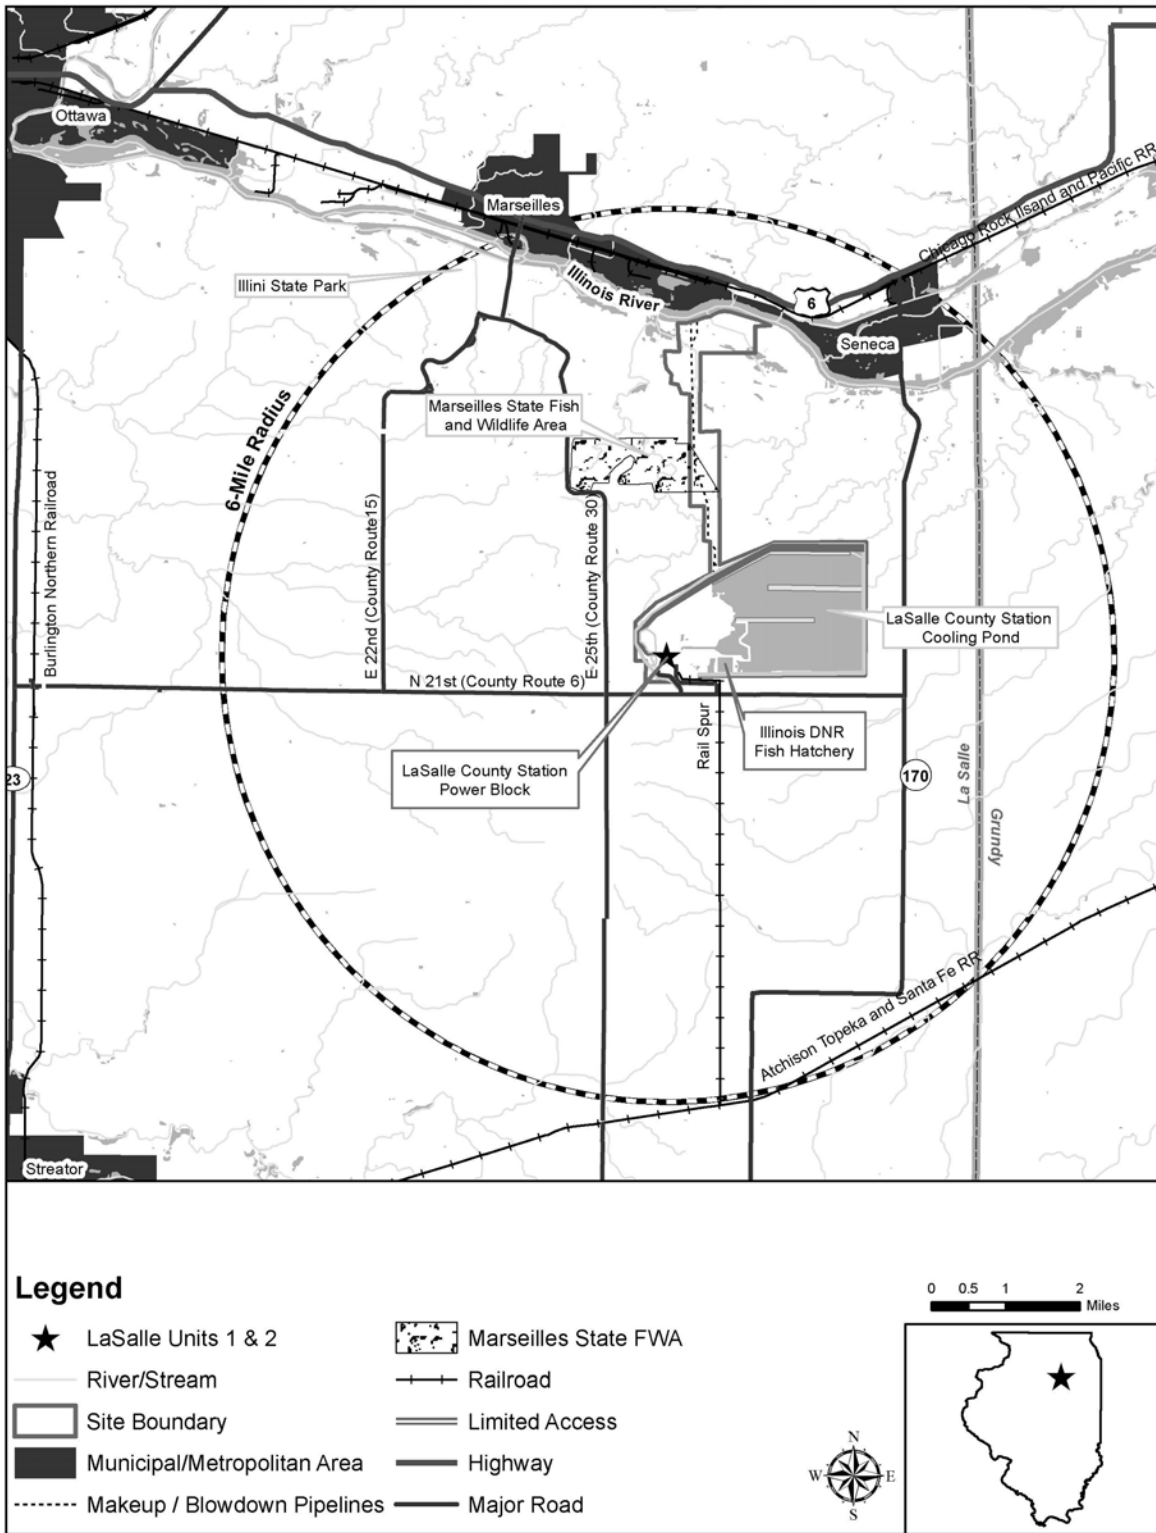 Ottawa
Marseilles
Chicago Rock Ilsand and Pacific RR
Illini State Park
Illinois River
6
Seneca
6-Mile Radius
Marseilles State Fish
and Wildlife Area
Burlington Northern Railroad
E 22nd (County Route15)
E 25th (County Route 30)
LaSalle County Station
Cooling Pond
N 21st (County Route 6)
Rail Spur
Illinois DNR
Fish Hatchery
LaSalle County Station
Power Block
23
170
La Salle
Grundy
Atchison Topeka and Santa Fe RR
Streator
Legend
LaSalle Units 1 & 2
River/Stream
Site Boundary
Municipal/Metropolitan Area
Makeup / Blowdown Pipelines
Marseilles State FWA
Railroad
Limited Access
Highway
Major Road
0 0.5 1 2
Miles
N
W E
S